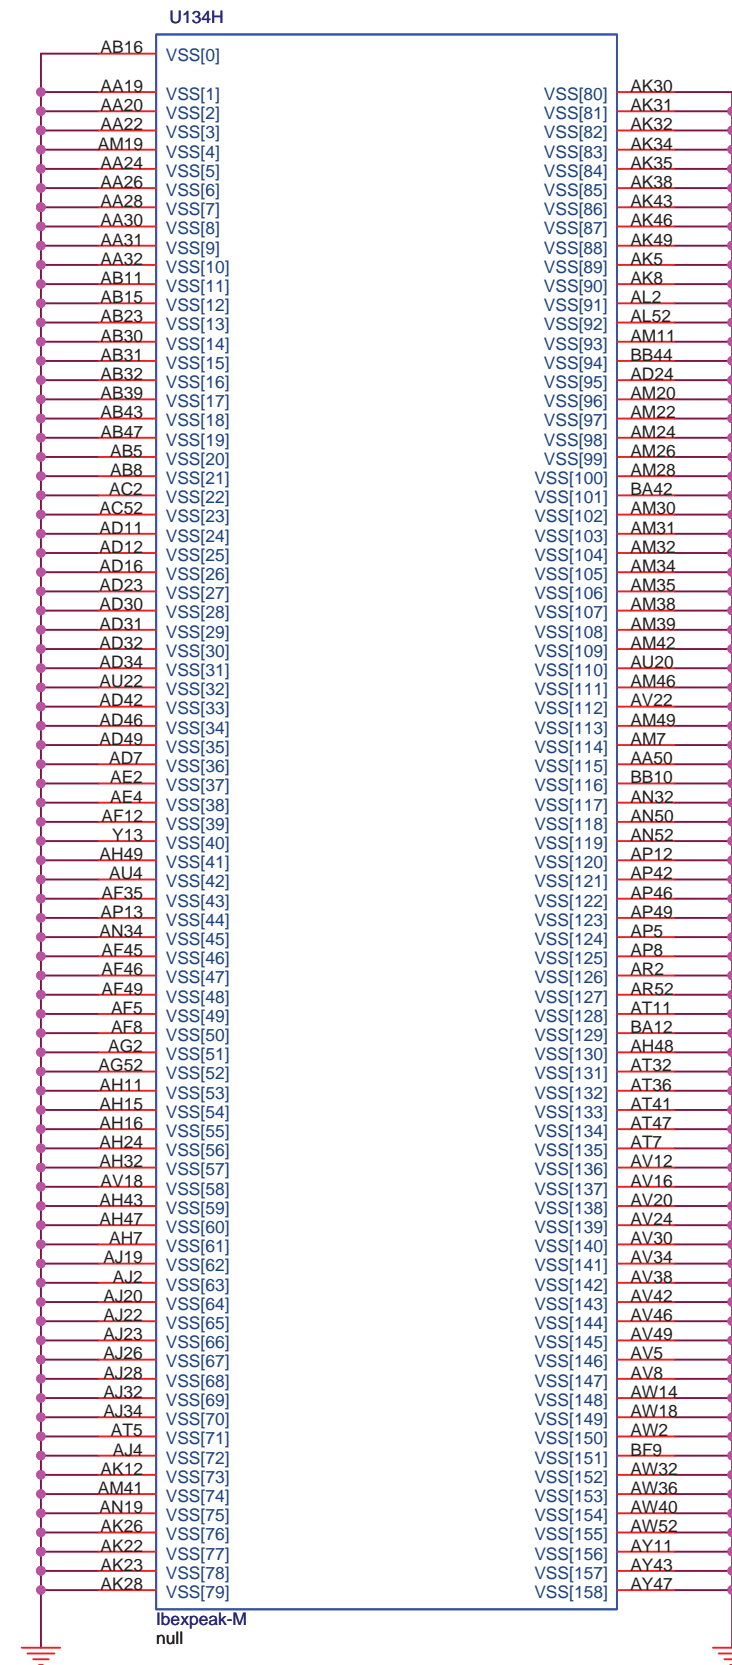 U134H
AB16 VSS[0]
AA19 VSS[1] VSS[80] AK30
AA20 VSS[2] VSS[81] AK31
AA22 VSS[3] VSS[82] AK32
AM19 VSS[4] VSS[83] AK34
AA24 VSS[5] VSS[84] AK35
AA26 VSS[6] VSS[85] AK38
AA28 VSS[7] VSS[86] AK43
AA30 VSS[8] VSS[87] AK46
AA31 VSS[9] VSS[88] AK49
AA32 VSS[10] VSS[89] AK5
AB11 VSS[11] VSS[90] AK8
AB15 VSS[12] VSS[91] AL2
AB23 VSS[13] VSS[92] AL52
AB30 VSS[14] VSS[93] AM11
AB31 VSS[15] VSS[94] BB44
AB32 VSS[16] VSS[95] AD24
AB39 VSS[17] VSS[96] AM20
AB43 VSS[18] VSS[97] AM22
AB47 VSS[19] VSS[98] AM24
AB5 VSS[20] VSS[99] AM26
AB8 VSS[21] VSS[100] AM28
AC2 VSS[22] VSS[101] BA42
AC52 VSS[23] VSS[102] AM30
AD11 VSS[24] VSS[103] AM31
AD12 VSS[25] VSS[104] AM32
AD16 VSS[26] VSS[105] AM34
AD23 VSS[27] VSS[106] AM35
AD30 VSS[28] VSS[107] AM38
AD31 VSS[29] VSS[108] AM39
AD32 VSS[30] VSS[109] AM42
AD34 VSS[31] VSS[110] AU20
AU22 VSS[32] VSS[111] AM46
AD42 VSS[33] VSS[112] AV22
AD46 VSS[34] VSS[113] AM49
AD49 VSS[35] VSS[114] AM7
AD7 VSS[36] VSS[115] AA50
AE2 VSS[37] VSS[116] BB10
AE4 VSS[38] VSS[117] AN32
AF12 VSS[39] VSS[118] AN50
Y13 VSS[40] VSS[119] AN52
AH49 VSS[41] VSS[120] AP12
AU4 VSS[42] VSS[121] AP42
AF35 VSS[43] VSS[122] AP46
AP13 VSS[44] VSS[123] AP49
AN34 VSS[45] VSS[124] AP5
AF45 VSS[46] VSS[125] AP8
AF46 VSS[47] VSS[126] AR2
AF49 VSS[48] VSS[127] AR52
AF5 VSS[49] VSS[128] AT11
AF8 VSS[50] VSS[129] BA12
AG2 VSS[51] VSS[130] AH48
AG52 VSS[52] VSS[131] AT32
AH11 VSS[53] VSS[132] AT36
AH15 VSS[54] VSS[133] AT41
AH16 VSS[55] VSS[134] AT47
AH24 VSS[56] VSS[135] AT7
AH32 VSS[57] VSS[136] AV12
AV18 VSS[58] VSS[137] AV16
AH43 VSS[59] VSS[138] AV20
AH47 VSS[60] VSS[139] AV24
AH7 VSS[61] VSS[140] AV30
AJ19 VSS[62] VSS[141] AV34
AJ2 VSS[63] VSS[142] AV38
AJ20 VSS[64] VSS[143] AV42
AJ22 VSS[65] VSS[144] AV46
AJ23 VSS[66] VSS[145] AV49
AJ26 VSS[67] VSS[146] AV5
AJ28 VSS[68] VSS[147] AV8
AJ32 VSS[69] VSS[148] AW14
AJ34 VSS[70] VSS[149] AW18
AT5 VSS[71] VSS[150] AW2
AJ4 VSS[72] VSS[151] BF9
AK12 VSS[73] VSS[152] AW32
AM41 VSS[74] VSS[153] AW36
AN19 VSS[75] VSS[154] AW40
AK26 VSS[76] VSS[155] AW52
AK22 VSS[77] VSS[156] AY11
AK23 VSS[78] VSS[157] AY43
AK28 VSS[79] VSS[158] AY47
Ibexpeak-M
null